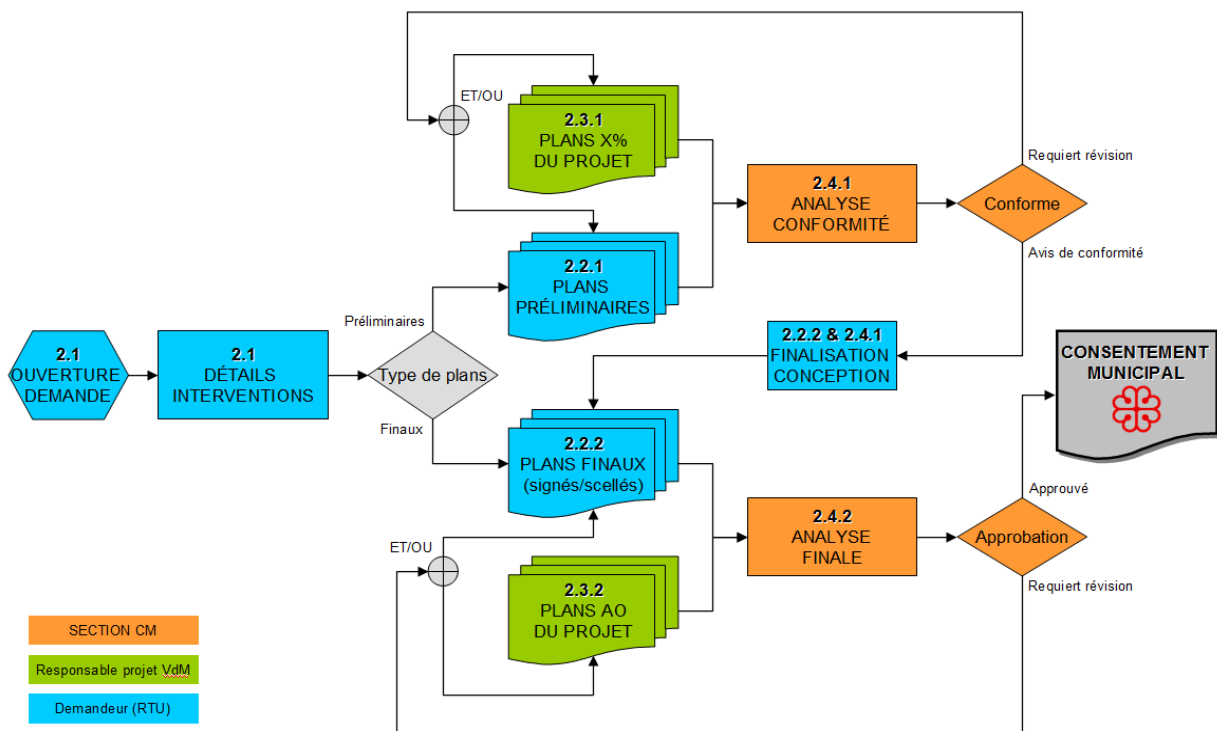 ET/OU
2.3.1
PLANS X%
DU PROJET
Requiert révision
2.4.1
ANALYSE
CONFORMITÉ
Conforme
Avis de conformité
2.2.1
PLANS
PRÉLIMINAIRES
Préliminaires
2.1
OUVERTURE
DEMANDE
2.1
DÉTAILS
INTERVENTIONS
Type de plans
Finaux
2.2.2 & 2.4.1
FINALISATION
CONCEPTION
CONSENTEMENT
MUNICIPAL
2.2.2
PLANS FINAUX
(signés/scellés)
Approuvé
2.4.2
ANALYSE
FINALE
Approbation
Requiert révision
ET/OU
2.3.2
PLANS AO
DU PROJET
SECTION CM
Responsable projet VdM
Demandeur (RTU)